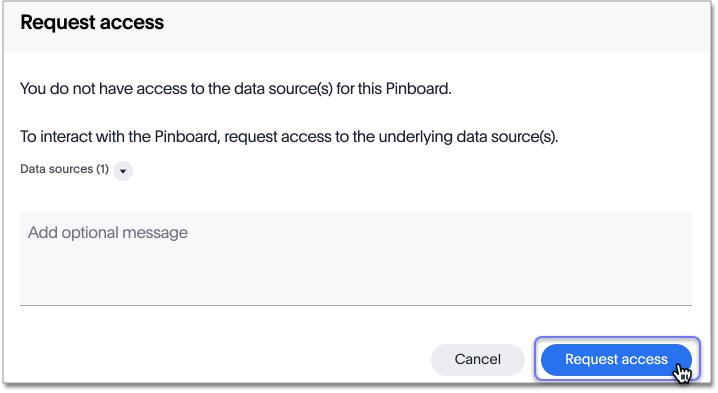 Request access
You do not have access to the data source(s) for this Pinboard.
To interact with the Pinboard, request access to the underlying data source(s).
Data sources (1)
Add optional message
Cancel
Request access